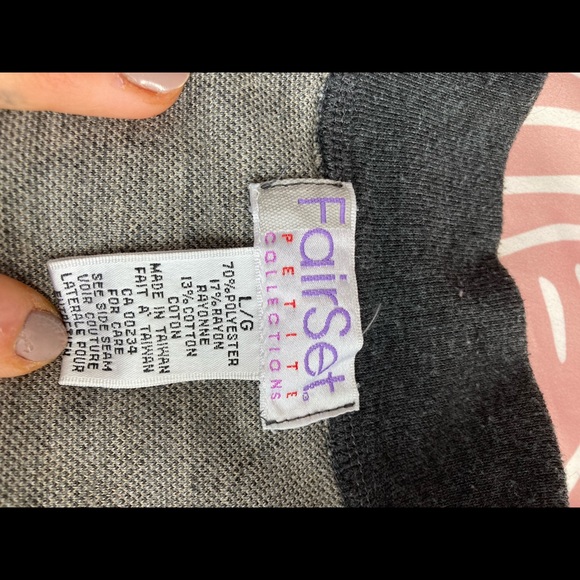 FairSet®
PETITE
COLLECTIONS
L/G
70% POLYESTER
17% RAYON
RAYONNE
13% COTTON
COTON
MADE IN TAIWAN
FAIT A' TAIWAN
CA 00234
FOR CARE
SEE SIDE SEAM
VOIR COUTURE
LATERALE POUR